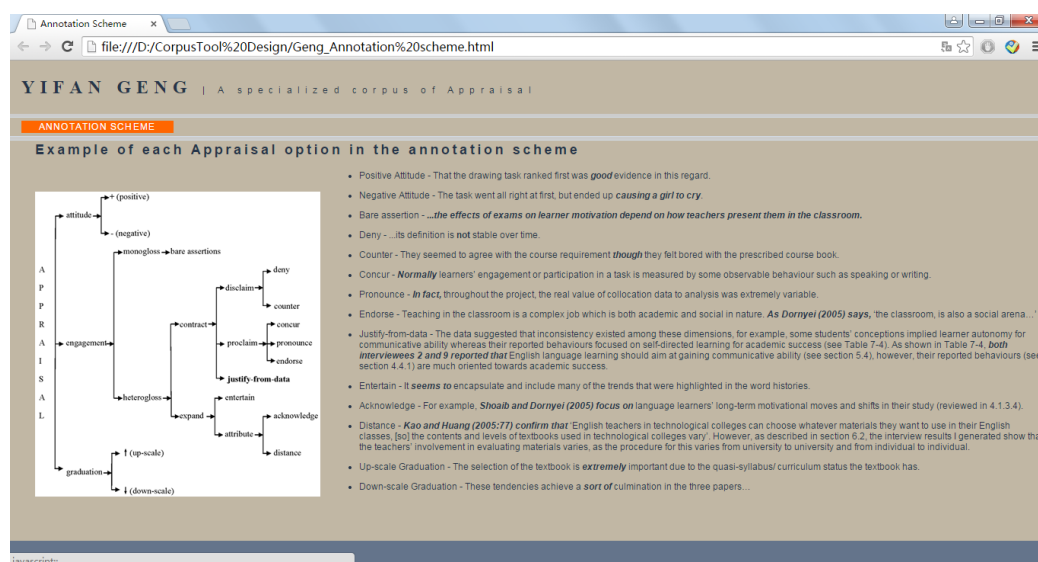 Annotation Scheme
file:///D:/CorpusTool%20Design/Geng_Annotation%20scheme.html
YIFAN GENG | A specialized corpus of Appraisal
ANNOTATION SCHEME
Example of each Appraisal option in the annotation scheme
APPRAISAL
attitude
+ (positive)
- (negative)
engagement
monogloss
bare assertions
heterogloss
contract
disclaim
deny
counter
proclaim
concur
pronounce
endorse
justify-from-data
expand
entertain
attribute
acknowledge
distance
graduation
↑ (up-scale)
↓ (down-scale)
• Positive Attitude - That the drawing task ranked first was good evidence in this regard.
• Negative Attitude - The task went all right at first, but ended up causing a girl to cry.
• Bare assertion - ...the effects of exams on learner motivation depend on how teachers present them in the classroom.
• Deny - ...its definition is not stable over time.
• Counter - They seemed to agree with the course requirement though they felt bored with the prescribed course book.
• Concur - Normally learners' engagement or participation in a task is measured by some observable behaviour such as speaking or writing.
• Pronounce - In fact, throughout the project, the real value of collocation data to analysis was extremely variable.
• Endorse - Teaching in the classroom is a complex job which is both academic and social in nature. As Dornyei (2005) says, 'the classroom, is also a social arena…'
• Justify-from-data - The data suggested that inconsistency existed among these dimensions, for example, some students' conceptions implied learner autonomy for
communicative ability whereas their reported behaviours focused on self-directed learning for academic success (see Table 7-4). As shown in Table 7-4, both
interviewees 2 and 9 reported that English language learning should aim at gaining communicative ability (see section 5.4), however, their reported behaviours (see
section 4.4.1) are much oriented towards academic success.
• Entertain - It seems to encapsulate and include many of the trends that were highlighted in the word histories.
• Acknowledge - For example, Shoaib and Dornyei (2005) focus on language learners' long-term motivational moves and shifts in their study (reviewed in 4.1.3.4).
• Distance - Kao and Huang (2005:77) confirm that 'English teachers in technological colleges can choose whatever materials they want to use in their English
classes, [so] the contents and levels of textbooks used in technological colleges vary'. However, as described in section 6.2, the interview results I generated show tha
the teachers' involvement in evaluating materials varies, as the procedure for this varies from university to university and from individual to individual.
• Up-scale Graduation - The selection of the textbook is extremely important due to the quasi-syllabus/ curriculum status the textbook has.
• Down-scale Graduation - These tendencies achieve a sort of culmination in the three papers…